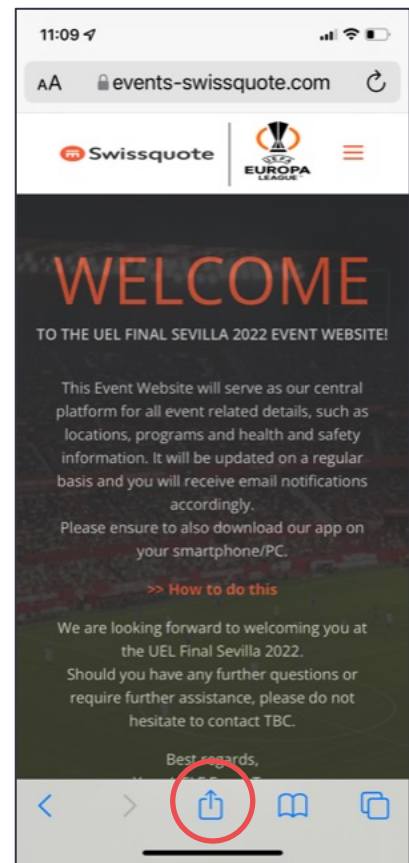 11:09
AA events-swissquote.com
Swissquote
UEFA
EUROPA
LEAGUE
WELCOME
TO THE UEL FINAL SEVILLA 2022 EVENT WEBSITE!
This Event Website will serve as our central
platform for all event related details, such as
locations, programs and health and safety
information. It will be updated on a regular
basis and you will receive email notifications
accordingly.
Please ensure to also download our app on
your smartphone/PC.
>> How to do this
We are looking forward to welcoming you at
the UEL Final Sevilla 2022.
Should you have any further questions or
require further assistance, please do not
hesitate to contact TBC.
Best regards,